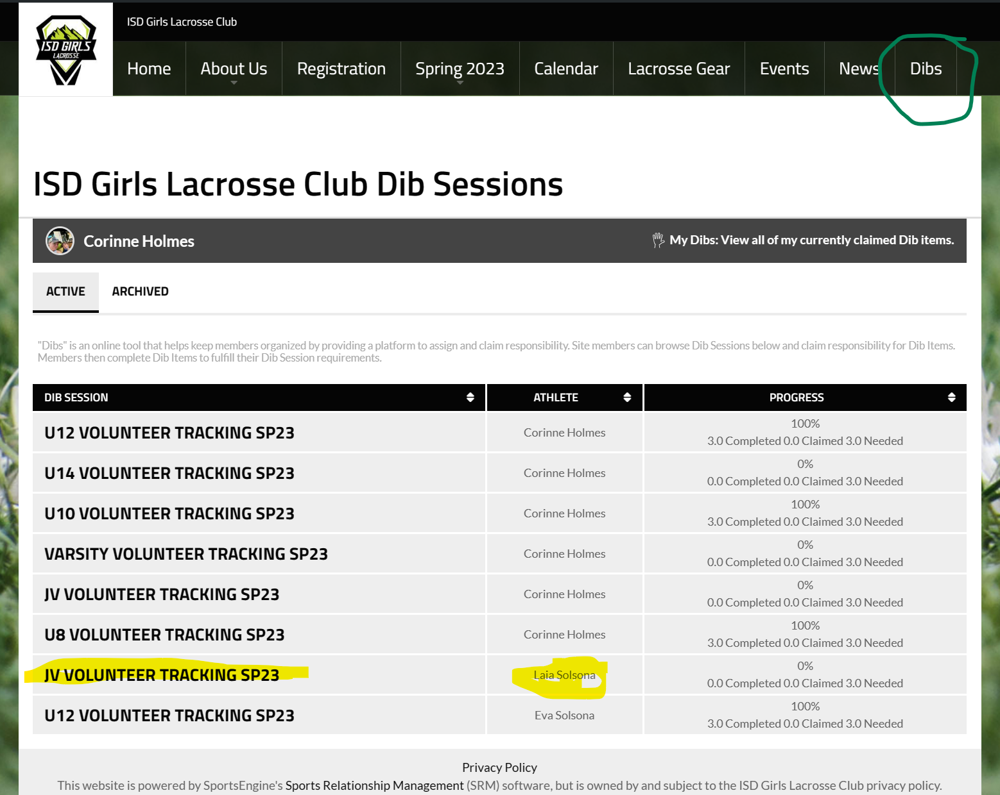 ISD GIRLS
LACROSSE
ISD Girls Lacrosse Club
Home About Us Registration Spring 2023 Calendar Lacrosse Gear Events News Dibs
ISD Girls Lacrosse Club Dib Sessions
Corinne Holmes My Dibs: View all of my currently claimed Dib items.
ACTIVE ARCHIVED
"Dibs" is an online tool that helps keep members organized by providing a platform to assign and claim responsibility. Site members can browse Dib Sessions below and claim responsibility for Dib Items.
Members then complete Dib Items to fulfill their Dib Session requirements.
DIB SESSION ATHLETE PROGRESS
U12 VOLUNTEER TRACKING SP23 Corinne Holmes 100%
3.0 Completed 0.0 Claimed 3.0 Needed
U14 VOLUNTEER TRACKING SP23 Corinne Holmes 0%
0.0 Completed 0.0 Claimed 3.0 Needed
U10 VOLUNTEER TRACKING SP23 Corinne Holmes 100%
3.0 Completed 0.0 Claimed 3.0 Needed
VARSITY VOLUNTEER TRACKING SP23 Corinne Holmes 0%
0.0 Completed 0.0 Claimed 3.0 Needed
JV VOLUNTEER TRACKING SP23 Corinne Holmes 0%
0.0 Completed 0.0 Claimed 3.0 Needed
U8 VOLUNTEER TRACKING SP23 Corinne Holmes 100%
3.0 Completed 0.0 Claimed 3.0 Needed
JV VOLUNTEER TRACKING SP23 Laia Solsona 0%
0.0 Completed 0.0 Claimed 3.0 Needed
U12 VOLUNTEER TRACKING SP23 Eva Solsona 100%
3.0 Completed 0.0 Claimed 3.0 Needed
Privacy Policy
This website is powered by SportsEngine's Sports Relationship Management (SRM) software, but is owned by and subject to the ISD Girls Lacrosse Club privacy policy.